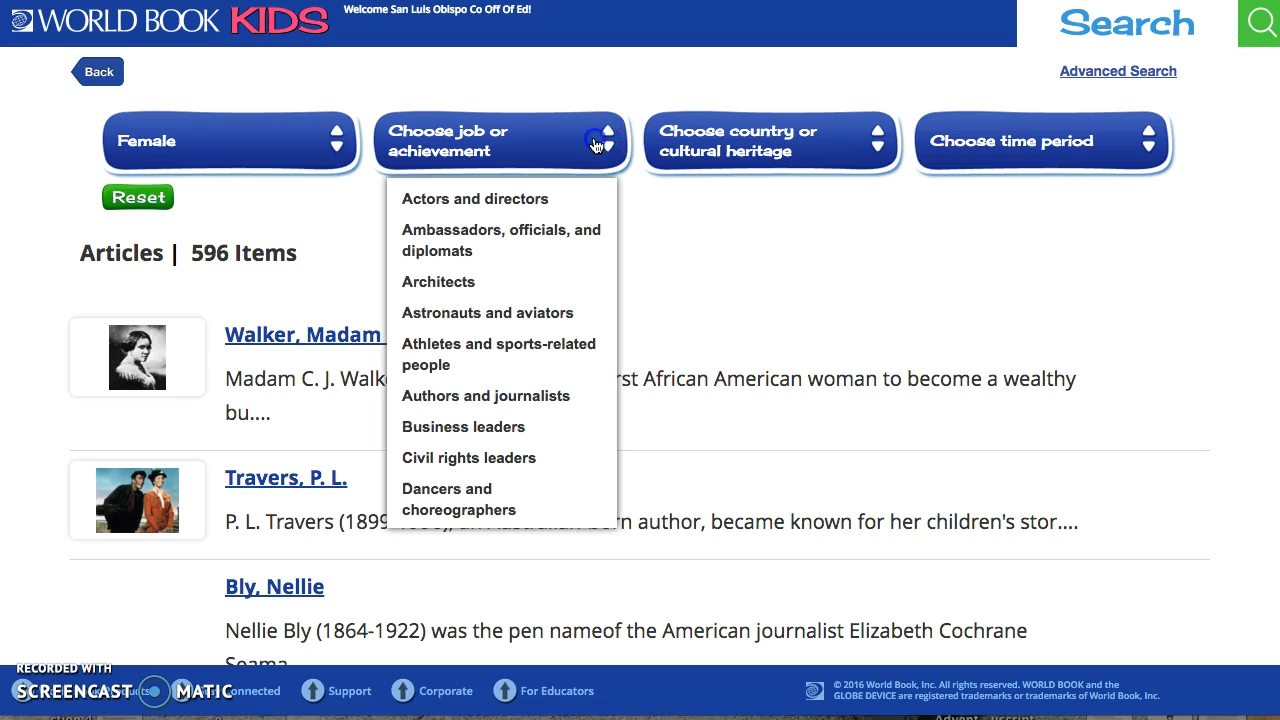 WORLD BOOK KIDS
Welcome San Luis Obispo Co Off Of Ed!
Search
Back
Advanced Search
Female
Choose job or
achievement
Choose country or
cultural heritage
Choose time period
Reset
Articles | 596 Items
Actors and directors
Ambassadors, officials, and
diplomats
Architects
Astronauts and aviators
Athletes and sports-related
people
Authors and journalists
Business leaders
Civil rights leaders
Dancers and
choreographers
Walker, Madam
Madam C. J. Walk rst African American woman to become a wealthy
bu....
Travers, P. L.
P. L. Travers (1899 author, became known for her children's stor....
Bly, Nellie
Nellie Bly (1864-1922) was the pen nameof the American journalist Elizabeth Cochrane
Seama
RECORDED WITH
SCREENCAST MATIC
onnected
Support
Corporate
For Educators
© 2016 World Book, Inc. All rights reserved. WORLD BOOK and the
GLOBE DEVICE are registered trademarks or trademarks of World Book, Inc.